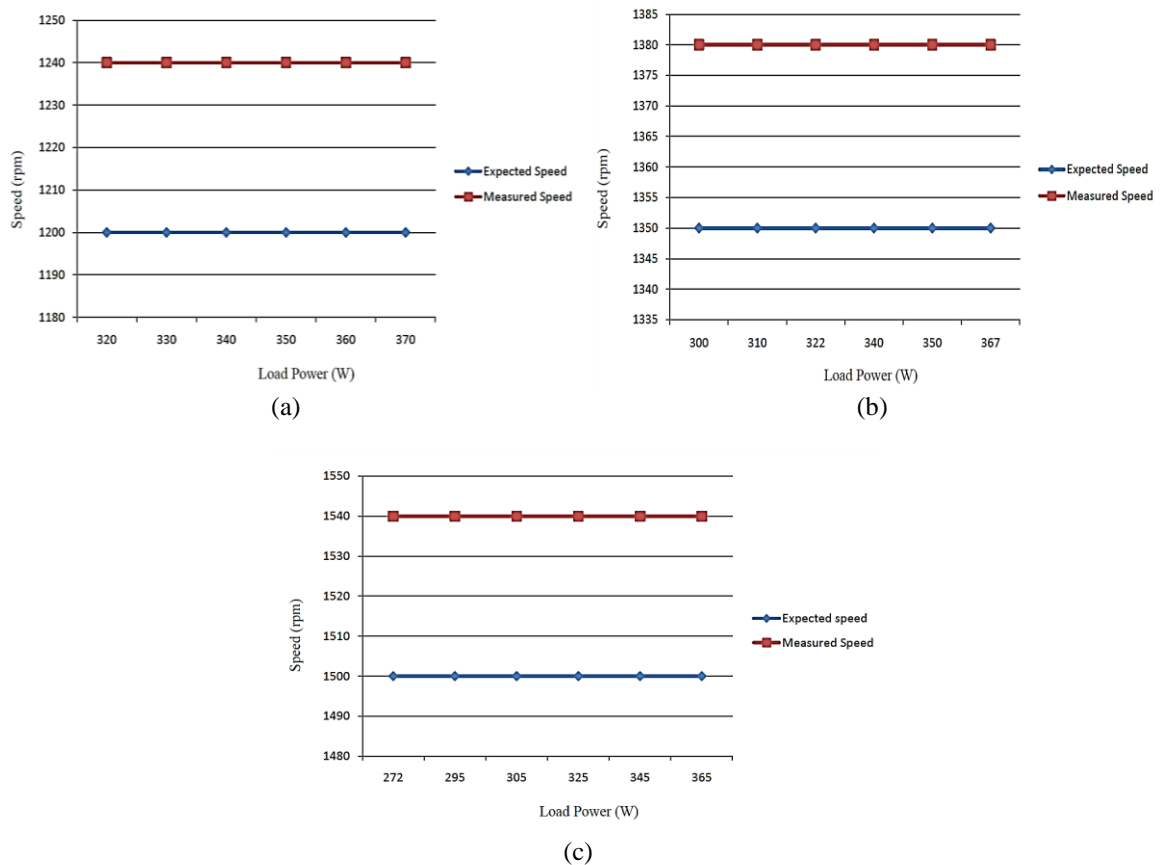 1250
1240
1230
1220
1210
1200
1190
1180
Speed (rpm)
320 330 340 350 360 370
Load Power (W)
Expected Speed
Measured Speed
(a)
1385
1380
1375
1370
1365
1360
1355
1350
1345
1340
1335
Speed (rpm)
300 310 322 340 350 367
Load Power (W)
Expected Speed
Measured Speed
(b)
1550
1540
1530
1520
1510
1500
1490
1480
Speed (rpm)
272 295 305 325 345 365
Load Power (W)
Expected speed
Measured Speed
(c)